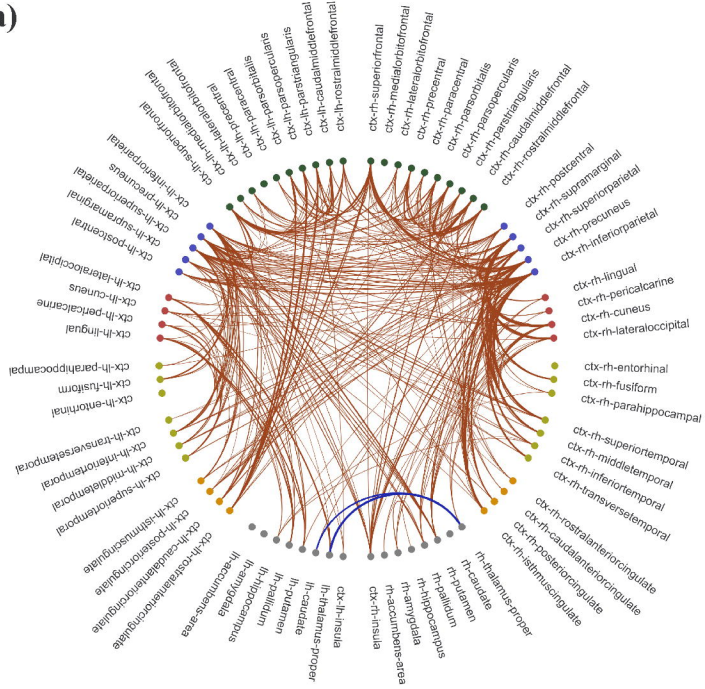 a)
ctx-rh-superiorfrontal
ctx-rh-medialorbitofrontal
ctx-rh-lateralorbitofrontal
ctx-rh-precentral
ctx-rh-paracentral
ctx-rh-parsorbitalis
ctx-rh-parsopercularis
ctx-rh-parstriangularis
ctx-rh-caudalmiddlefrontal
ctx-rh-rostralmiddlefrontal
ctx-rh-postcentral
ctx-rh-supramarginal
ctx-rh-superiorparietal
ctx-rh-precuneus
ctx-rh-inferiorparietal
ctx-rh-lingual
ctx-rh-pericalcarine
ctx-rh-cuneus
ctx-rh-lateraloccipital
ctx-rh-entorhinal
ctx-rh-fusiform
ctx-rh-parahippocampal
ctx-rh-superiortemporal
ctx-rh-middletemporal
ctx-rh-inferiortemporal
ctx-rh-transversetemporal
ctx-rh-rostralanteriorcingulate
ctx-rh-caudalanteriorcingulate
ctx-rh-posteriorcingulate
ctx-rh-isthmuscingulate
rh-thalamus-proper
rh-caudate
rh-putamen
rh-pallidum
rh-hippocampus
rh-amygdala
rh-accumbens-area
ctx-rh-insula
ctx-lh-insula
lh-thalamus-proper
lh-caudate
lh-putamen
lh-pallidum
lh-hippocampus
lh-amygdala
lh-accumbens-area
ctx-lh-rostralanteriorcingulate
ctx-lh-caudalanteriorcingulate
ctx-lh-posteriorcingulate
ctx-lh-isthmuscingulate
ctx-lh-superiortemporal
ctx-lh-middletemporal
ctx-lh-inferiortemporal
ctx-lh-transversetemporal
ctx-lh-entorhinal
ctx-lh-fusiform
ctx-lh-parahippocampal
ctx-lh-lingual
ctx-lh-pericalcarine
ctx-lh-cuneus
ctx-lh-lateraloccipital
ctx-lh-postcentral
ctx-lh-supramarginal
ctx-lh-superiorparietal
ctx-lh-precuneus
ctx-lh-inferiorparietal
ctx-lh-superiorfrontal
ctx-lh-medialorbitofrontal
ctx-lh-lateralorbitofrontal
ctx-lh-precentral
ctx-lh-paracentral
ctx-lh-parsorbitalis
ctx-lh-parsopercularis
ctx-lh-parstriangularis
ctx-lh-caudalmiddlefrontal
ctx-lh-rostralmiddlefrontal